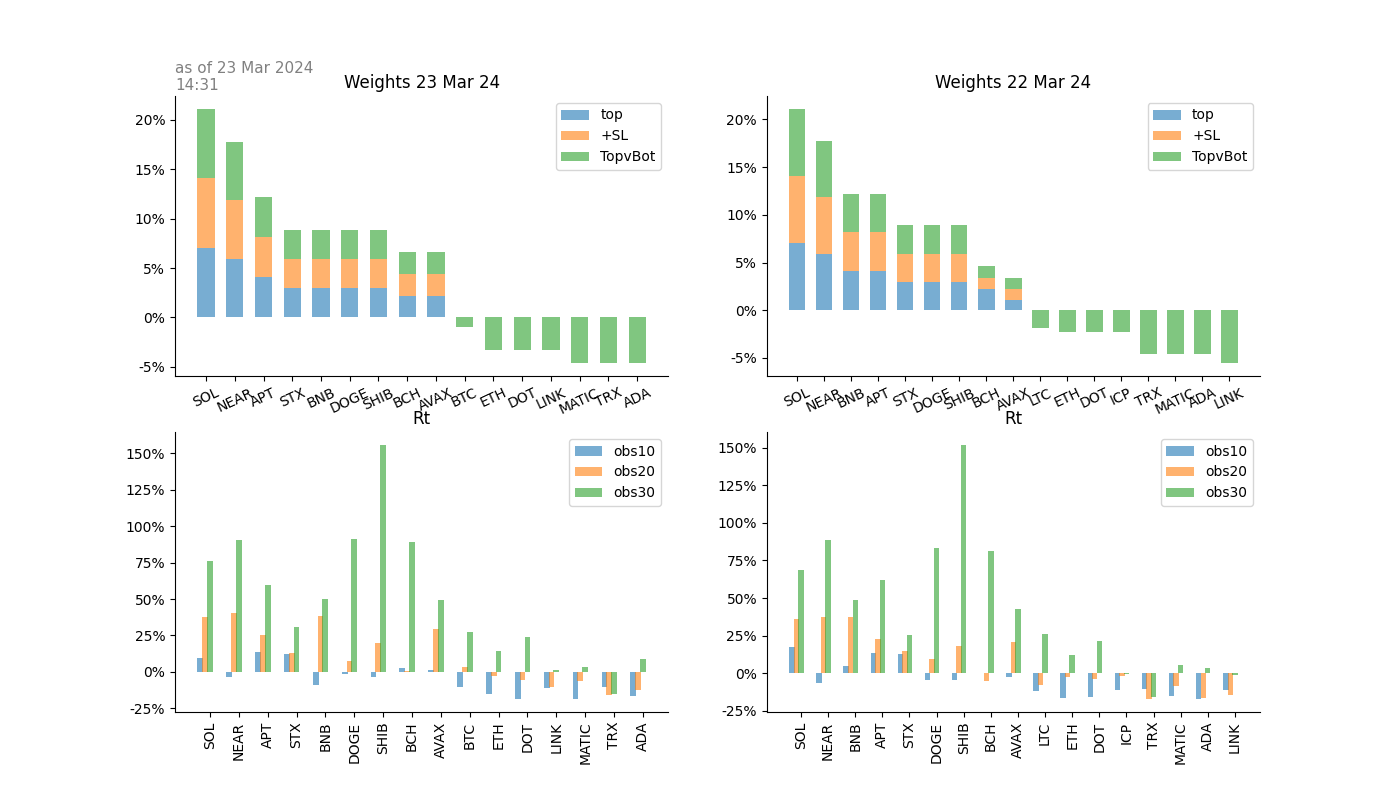 as of 23 Mar 2024
14:31
Weights 23 Mar 24
20%
15%
10%
5%
0%
-5%
top
+SL
TopvBot
SOL NEAR APT STX BNB DOGE SHIB BCH AVAX BTC ETH DOT LINK MATIC TRX ADA
Weights 22 Mar 24
20%
15%
10%
5%
0%
-5%
top
+SL
TopvBot
SOL NEAR BNB APT STX DOGE SHIB BCH AVAX LTC ETH DOT ICP TRX MATIC ADA LINK
Rt
150%
125%
100%
75%
50%
25%
0%
-25%
obs10
obs20
obs30
SOL NEAR APT STX BNB DOGE SHIB BCH AVAX BTC ETH DOT LINK MATIC TRX ADA
Rt
150%
125%
100%
75%
50%
25%
0%
-25%
obs10
obs20
obs30
SOL NEAR BNB APT STX DOGE SHIB BCH AVAX LTC ETH DOT ICP TRX MATIC ADA LINK